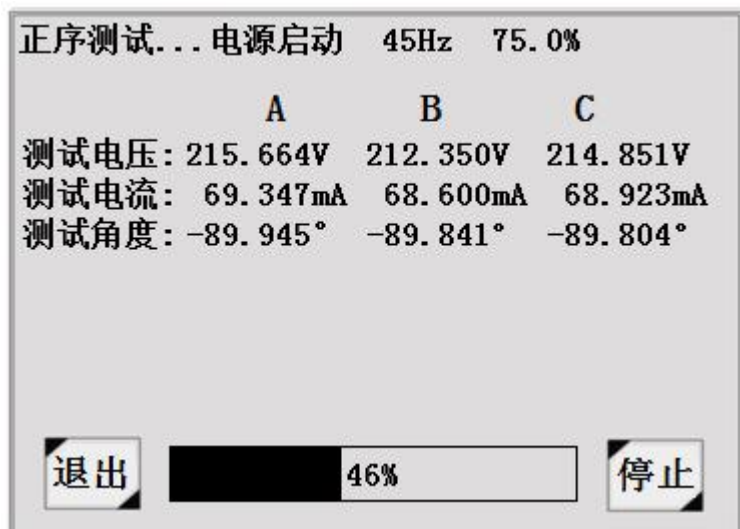 正序测试...电源启动 45Hz 75.0%
A B C
测试电压: 215.664V 212.350V 214.851V
测试电流: 69.347mA 68.600mA 68.923mA
测试角度: -89.945° -89.841° -89.804°
退出 46% 停止